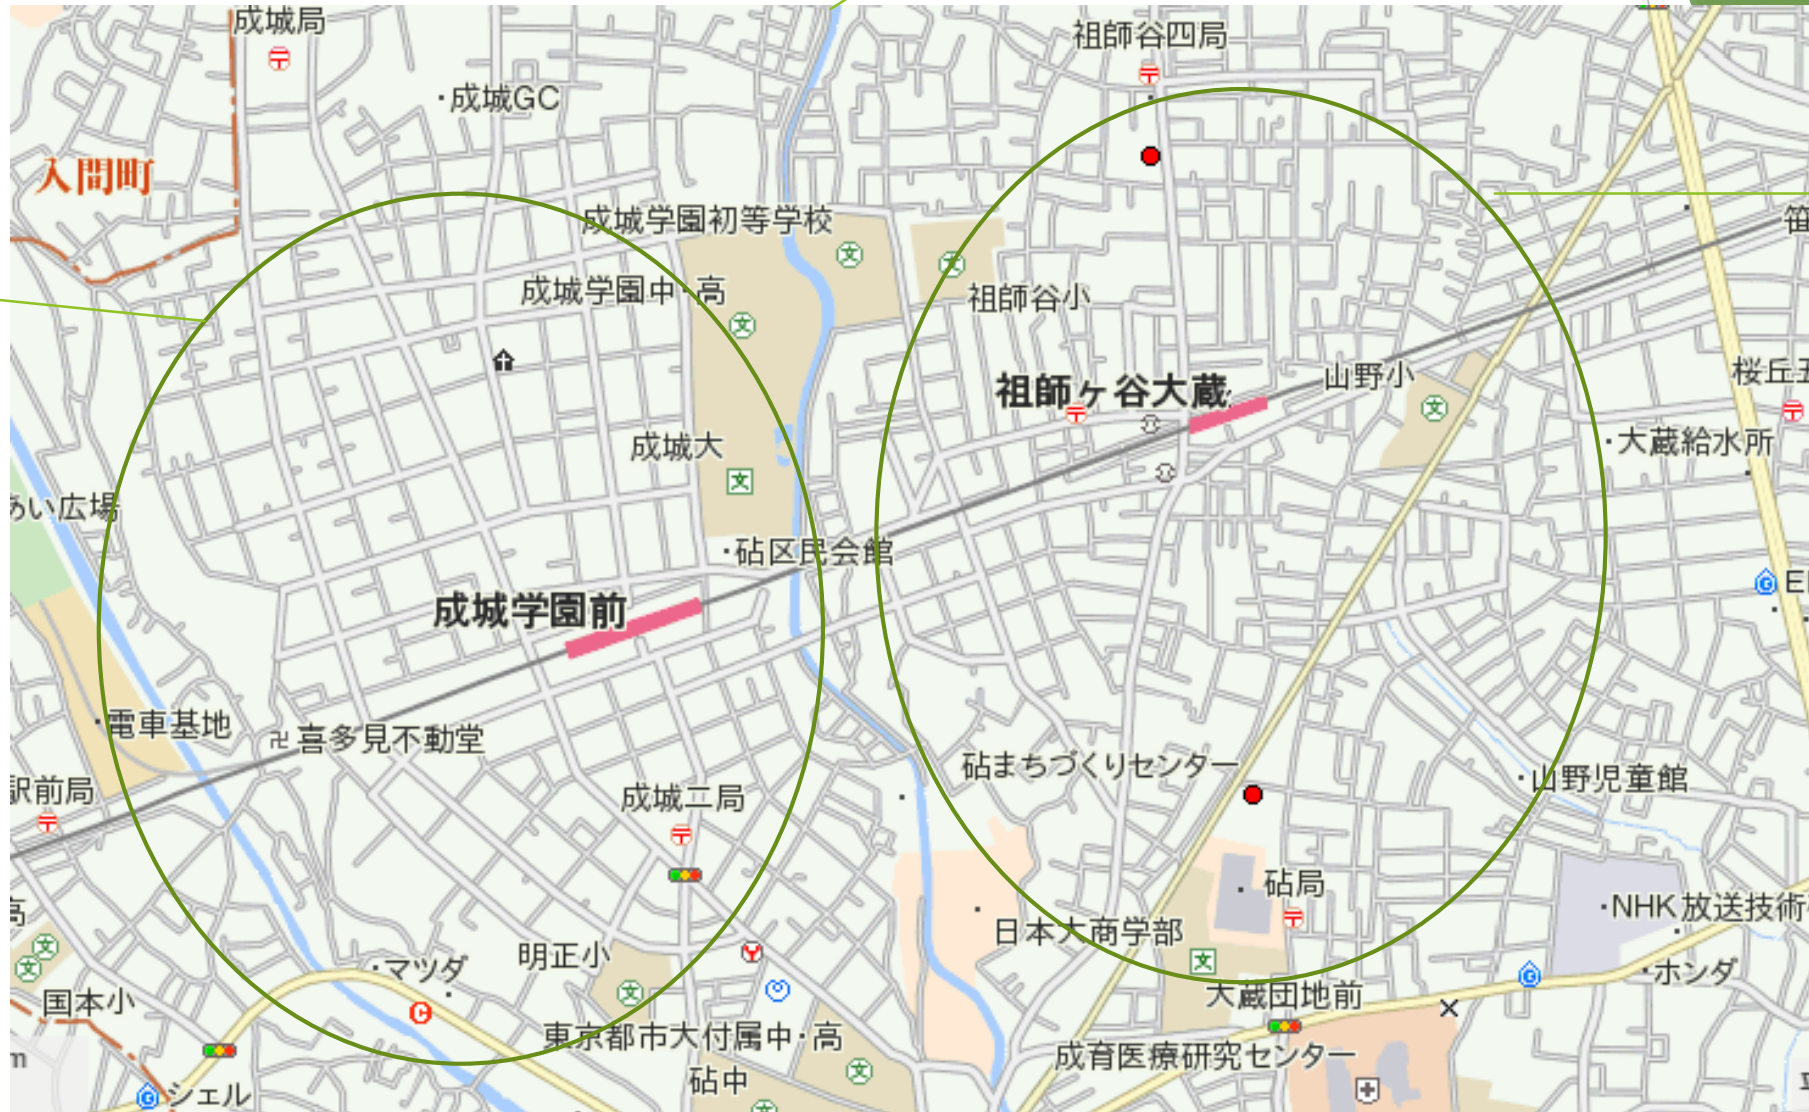 成城局
祖師谷四局
・成城GC
入間町
成城学園初等学校
笹
成城学園中・高
祖師谷小
山野小
桜丘五
祖師ヶ谷大蔵
成城大
・大蔵給水所
あい広場
・砧区民会館
成城学園前
電車基地
卍喜多見不動堂
砧まちづくりセンター
・山野児童館
駅前局
成城二局
砧局
・NHK放送技術
高
日本大商学部
明正小
・マツダ
・ホンダ
国本小
大蔵団地前
東京都市大付属中・高
成育医療研究センター
m
砧中
シェル